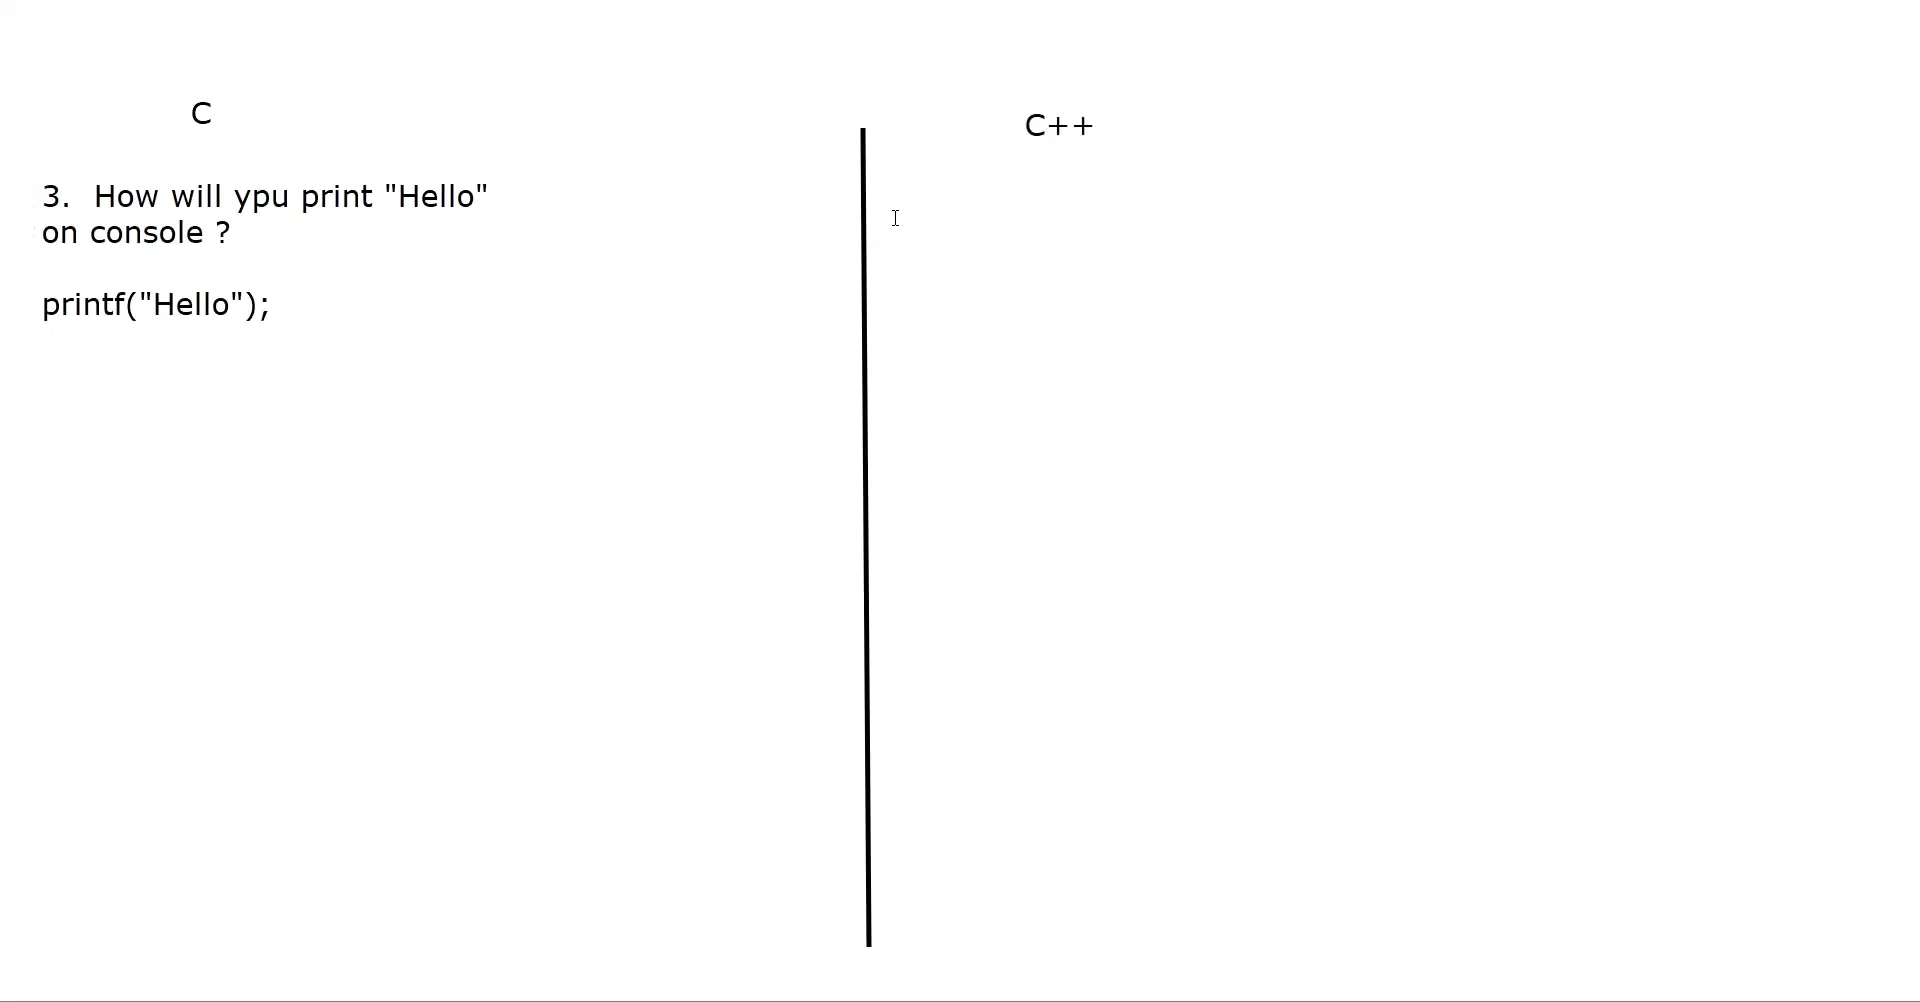 C
C++
3.  How will ypu print "Hello"
on console ?
printf("Hello");